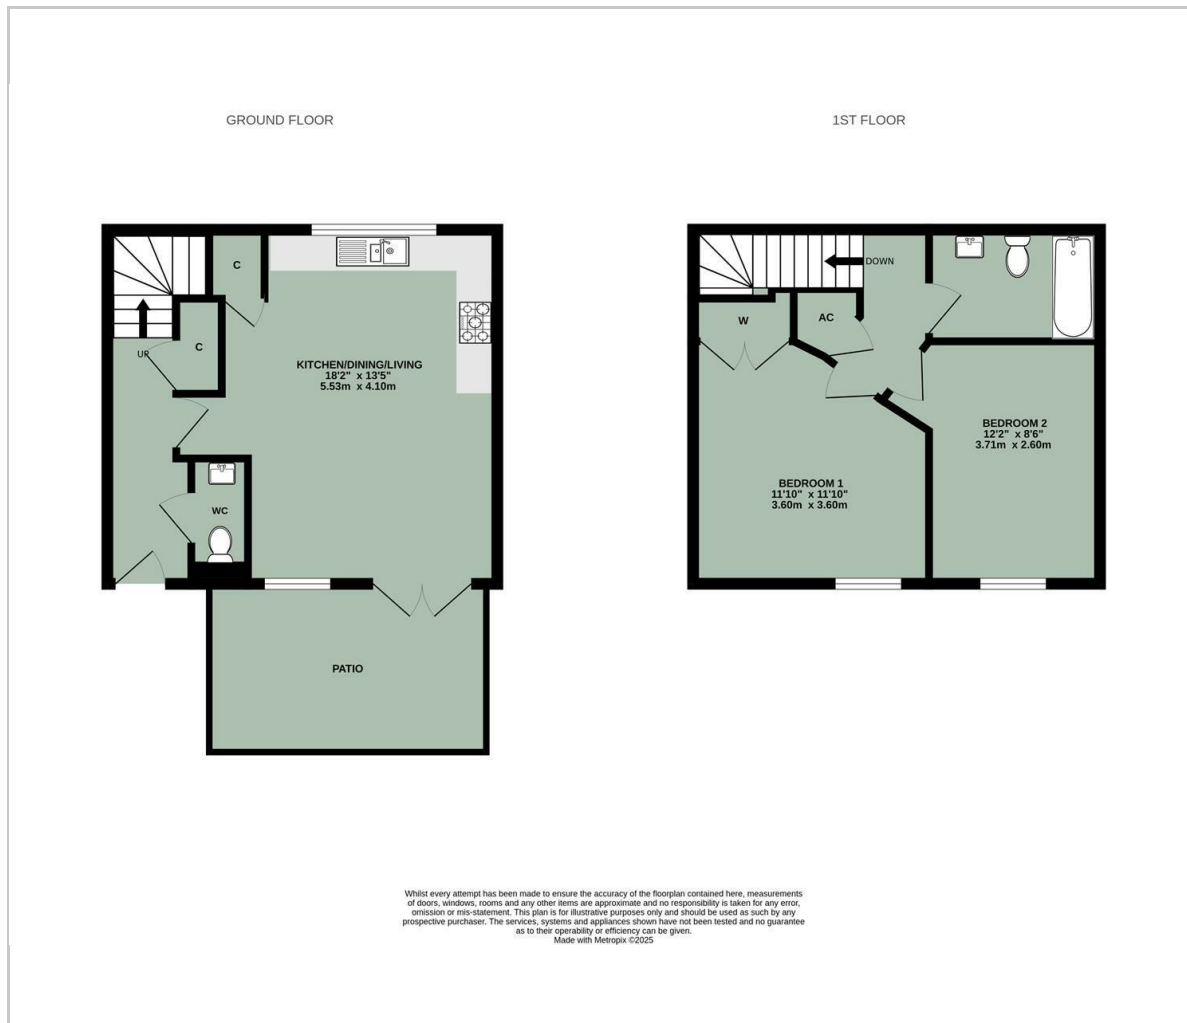 GROUND FLOOR
1ST FLOOR
C
C
UP
KITCHEN/DINING/LIVING
18'2" x 13'5"
5.53m x 4.10m
WC
PATIO
DOWN
W
AC
BEDROOM 2
12'2" x 8'6"
3.71m x 2.60m
BEDROOM 1
11'10" x 11'10"
3.60m x 3.60m
Whilst every attempt has been made to ensure the accuracy of the floorplan contained here, measurements
of doors, windows, rooms and any other items are approximate and no responsibility is taken for any error,
omission or mis-statement. This plan is for illustrative purposes only and should be used as such by any
prospective purchaser. The services, systems and appliances shown have not been tested and no guarantee
as to their operability or efficiency can be given.
Made with Metropix ©2025